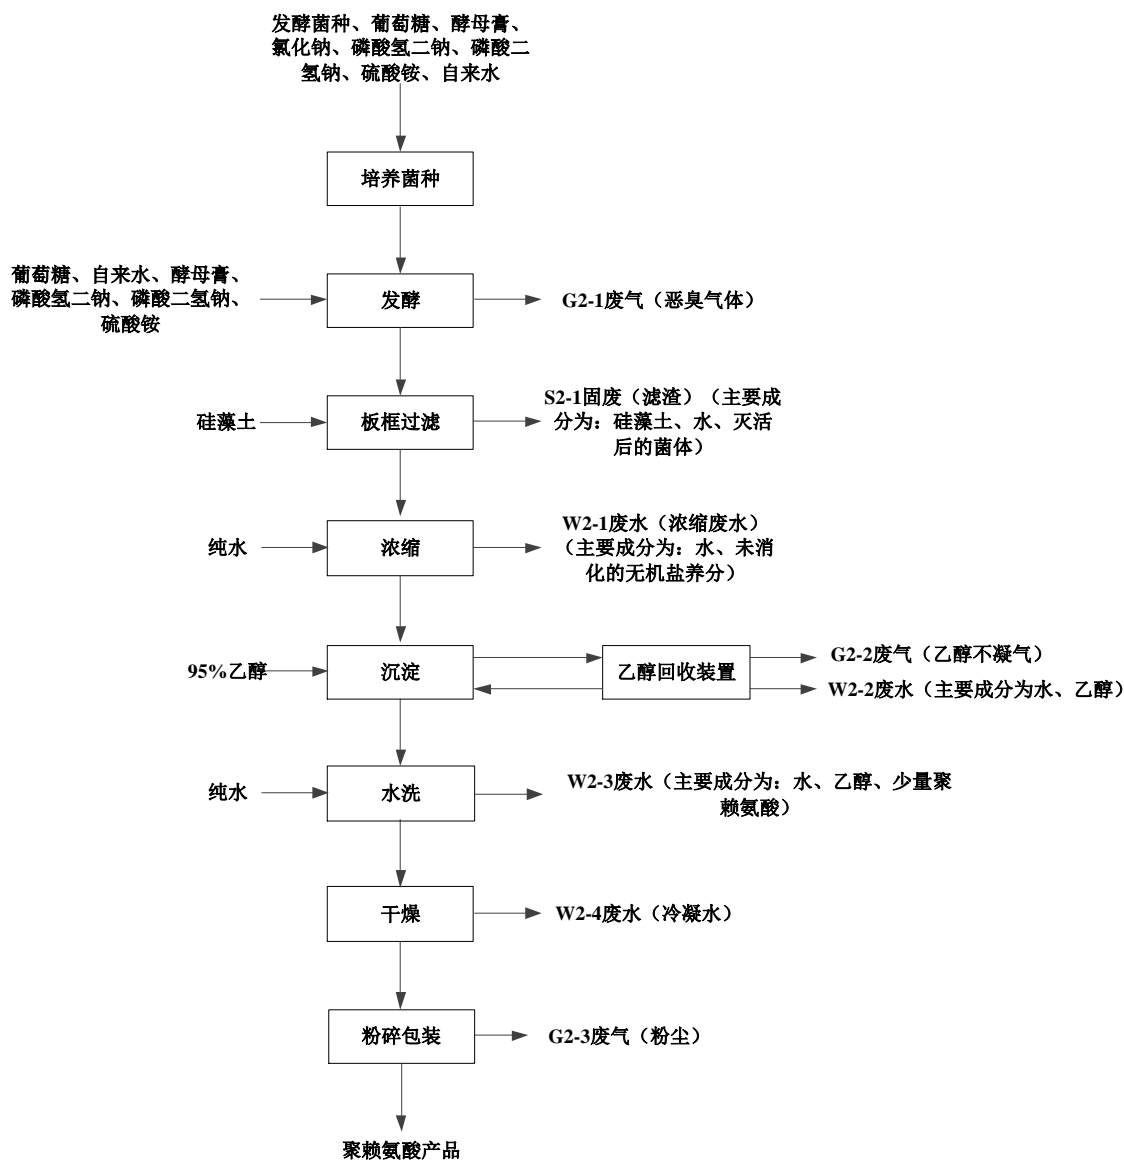 发酵菌种、葡萄糖、酵母膏、
氯化钠、磷酸氢二钠、磷酸二
氢钠、硫酸铵、自来水
培养菌种
葡萄糖、自来水、酵母膏、
磷酸氢二钠、磷酸二氢钠、
硫酸铵
发酵
G2-1废气（恶臭气体）
硅藻土
板框过滤
S2-1固废（滤渣）（主要成
分为：硅藻土、水、灭活
后的菌体）
纯水
浓缩
W2-1废水（浓缩废水）
（主要成分为：水、未消
化的无机盐养分）
95%乙醇
沉淀
乙醇回收装置
G2-2废气（乙醇不凝气）
W2-2废水（主要成分为水、乙醇）
纯水
水洗
W2-3废水（主要成分为：水、乙醇、少量聚
赖氨酸）
干燥
W2-4废水（冷凝水）
粉碎包装
G2-3废气（粉尘）
聚赖氨酸产品